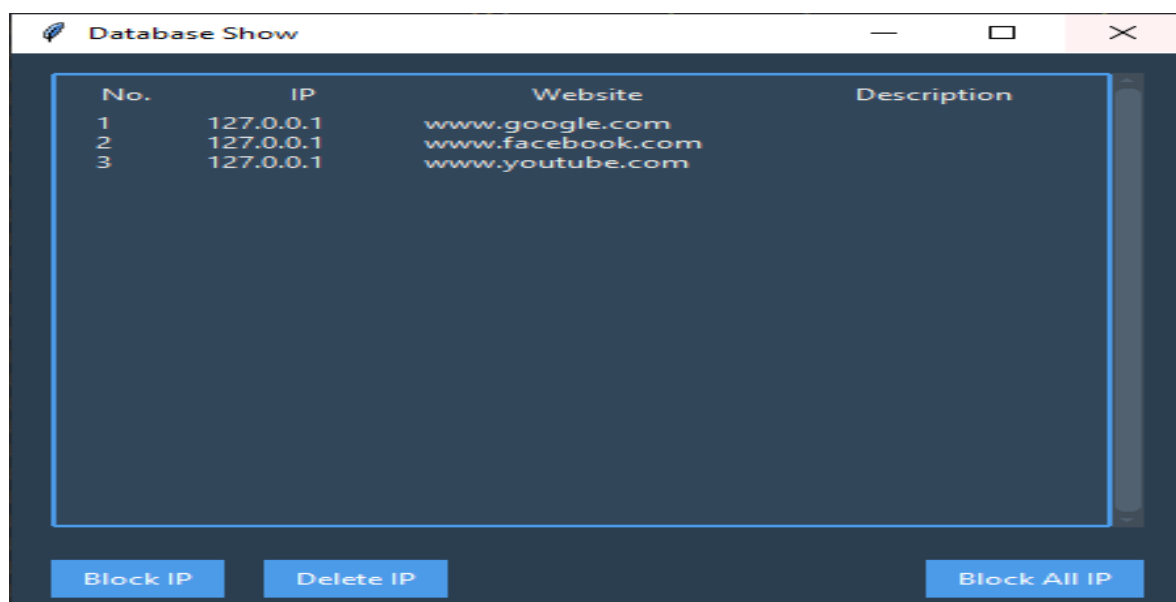 Database Show
No. IP Website Description
1 127.0.0.1 www.google.com
2 127.0.0.1 www.facebook.com
3 127.0.0.1 www.youtube.com
Block IP Delete IP Block All IP